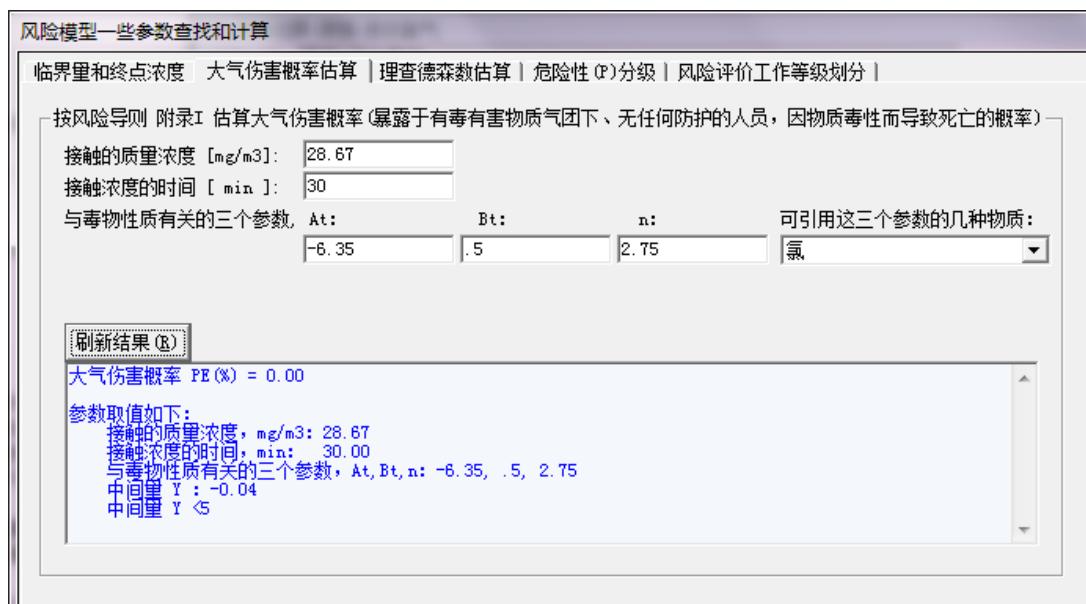 风险模型一些参数查找和计算
临界量和终点浓度 大气伤害概率估算 理查德森数估算 危险性(P)分级 风险评价工作等级划分
按风险导则 附录I 估算大气伤害概率(暴露于有毒有害物质气团下、无任何防护的人员，因物质毒性而导致死亡的概率)
接触的质量浓度 [mg/m3]: 28.67
接触浓度的时间 [ min ]: 30
与毒物性质有关的三个参数, At: Bt: n: 可引用这三个参数的几种物质:
-6.35 .5 2.75 氯
刷新结果(R)
大气伤害概率 PE(%) = 0.00
参数取值如下:
接触的质量浓度，mg/m3: 28.67
接触浓度的时间，min: 30.00
与毒物性质有关的三个参数，At,Bt,n: -6.35, .5, 2.75
中间量 Y : -0.04
中间量 Y <5